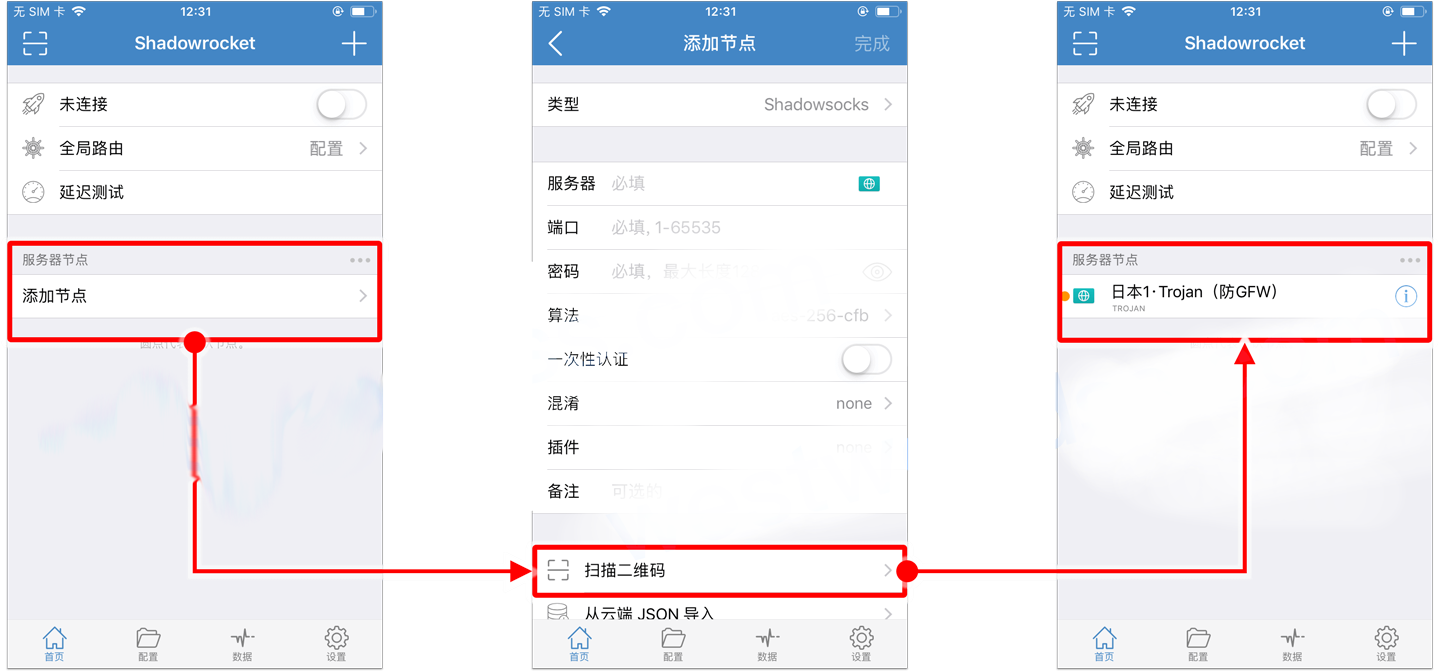 无 SIM 卡 12:31
Shadowrocket
未连接
全局路由 配置
延迟测试
服务器节点
添加节点
首页 配置 数据 设置
无 SIM 卡 12:31
添加节点 完成
类型 Shadowsocks
服务器 必填
端口 必填, 1-65535
密码 必填，最大长度
算法 -256-cfb
一次性认证
混淆 none
插件 none
备注 可选的
扫描二维码
从云端 JSON 导入
首页 配置 数据 设置
无 SIM 卡 12:31
Shadowrocket
未连接
全局路由 配置
延迟测试
服务器节点
日本1·Trojan（防GFW）
TROJAN
首页 配置 数据 设置